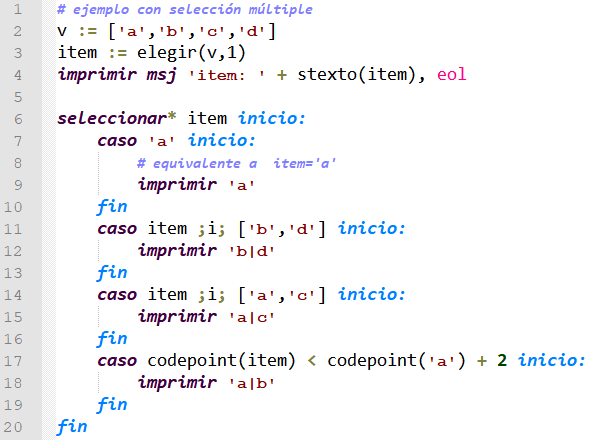 1 # ejemplo con selección múltiple
2 v := ['a','b','c','d']
3 item := elegir(v,1)
4 imprimir msj 'item: ' + stexto(item), eol
5
6 seleccionar* item inicio:
7 caso 'a' inicio:
8 # equivalente a  item='a'
9 imprimir 'a'
10 fin
11 caso item ;i; ['b','d'] inicio:
12 imprimir 'b|d'
13 fin
14 caso item ;i; ['a','c'] inicio:
15 imprimir 'a|c'
16 fin
17 caso codepoint(item) < codepoint('a') + 2 inicio:
18 imprimir 'a|b'
19 fin
20 fin